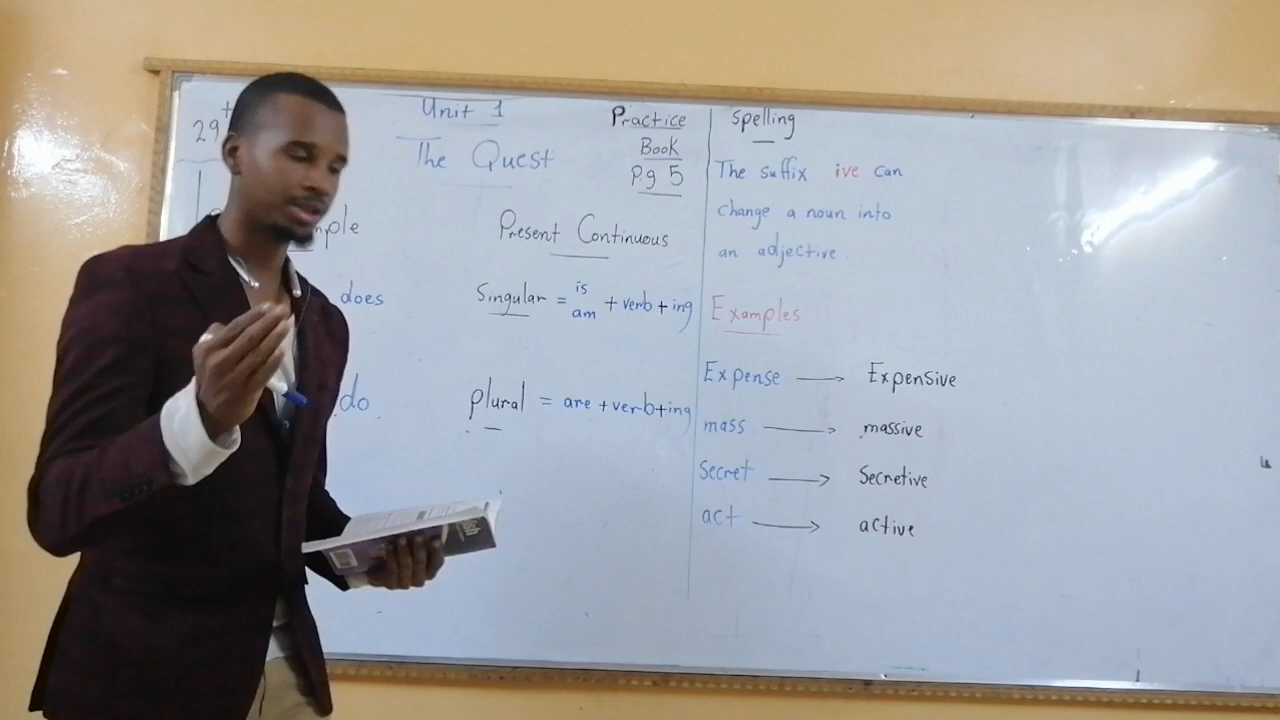 29
Unit 1
The Quest
does
do
Practice
Book
Pg 5
Present Continuous
Singular = is
am + verb + ing
plural = are + verb + ing
Spelling
The suffix ive can
change a noun into
an adjective.
Examples
Expense → Expensive
mass → massive
Secret → Secretive
act → active